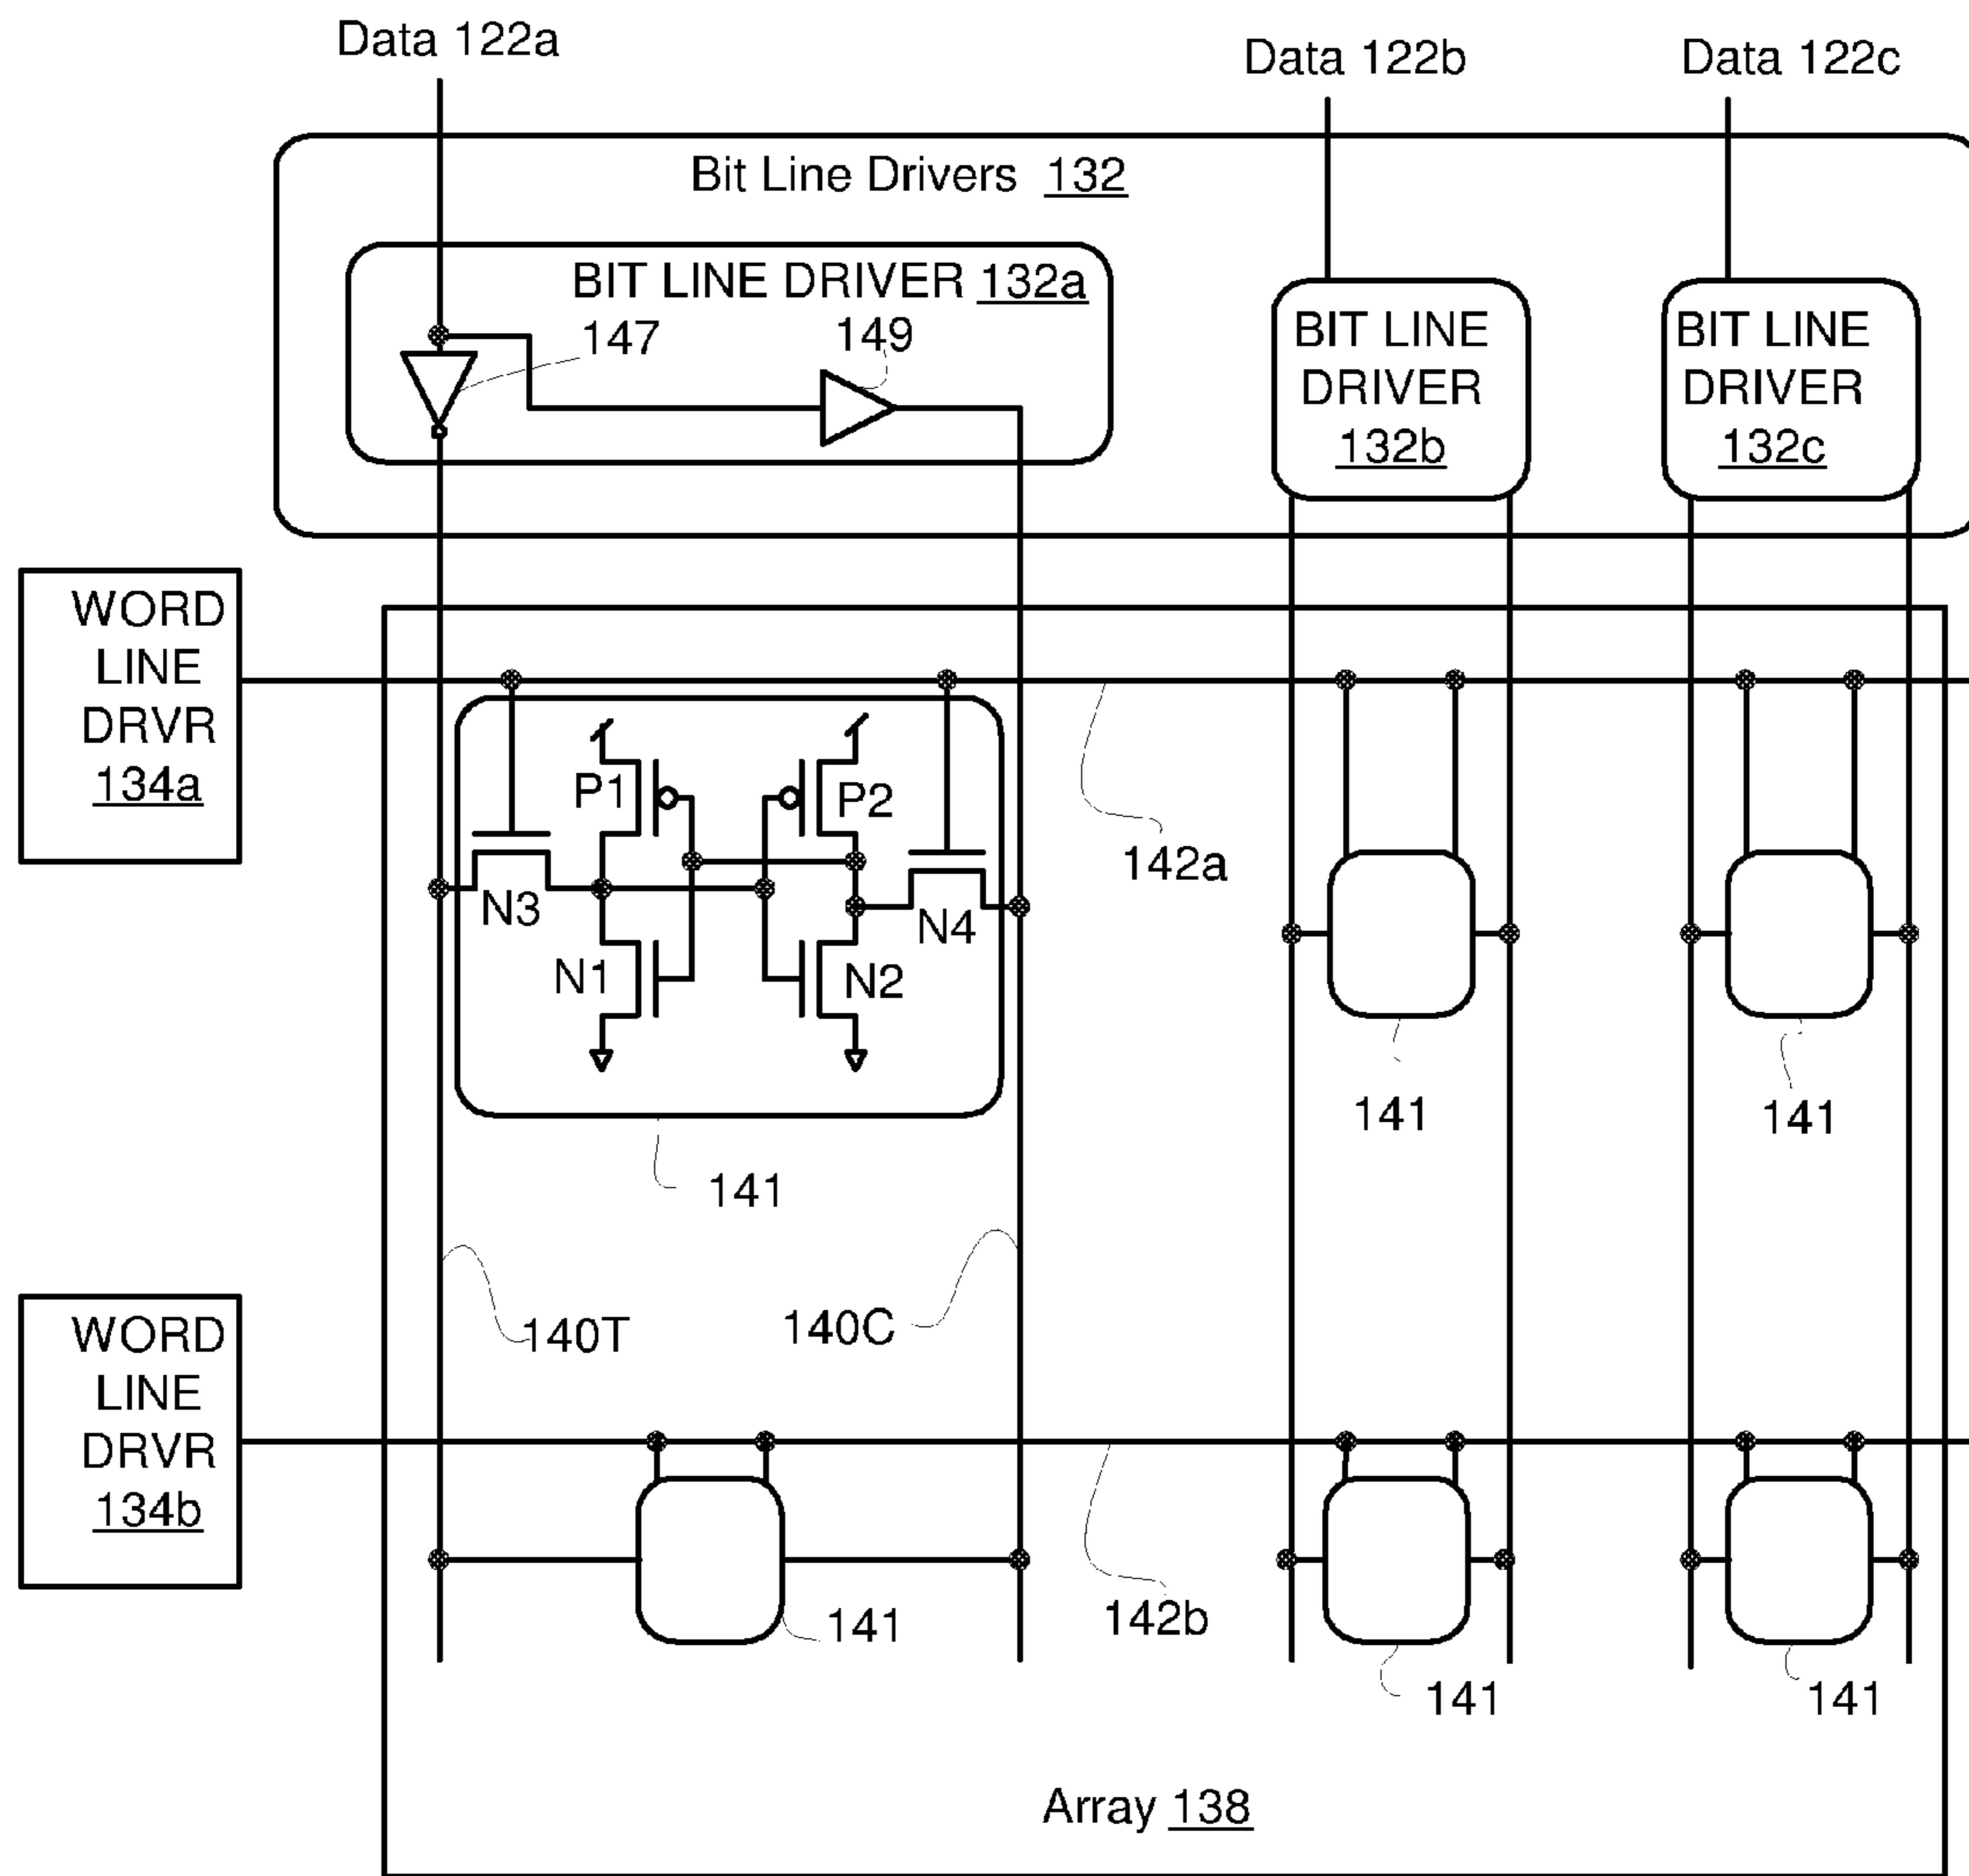 Data 122a
Data 122b
Data 122c
Bit Line Drivers 132
BIT LINE DRIVER 132a
147
149
BIT LINE
DRIVER
132b
BIT LINE
DRIVER
132c
WORD
LINE
DRVR
134a
P1
P2
N3
N4
N1
N2
142a
141
141
141
140T
140C
WORD
LINE
DRVR
134b
141
142b
141
141
Array 138